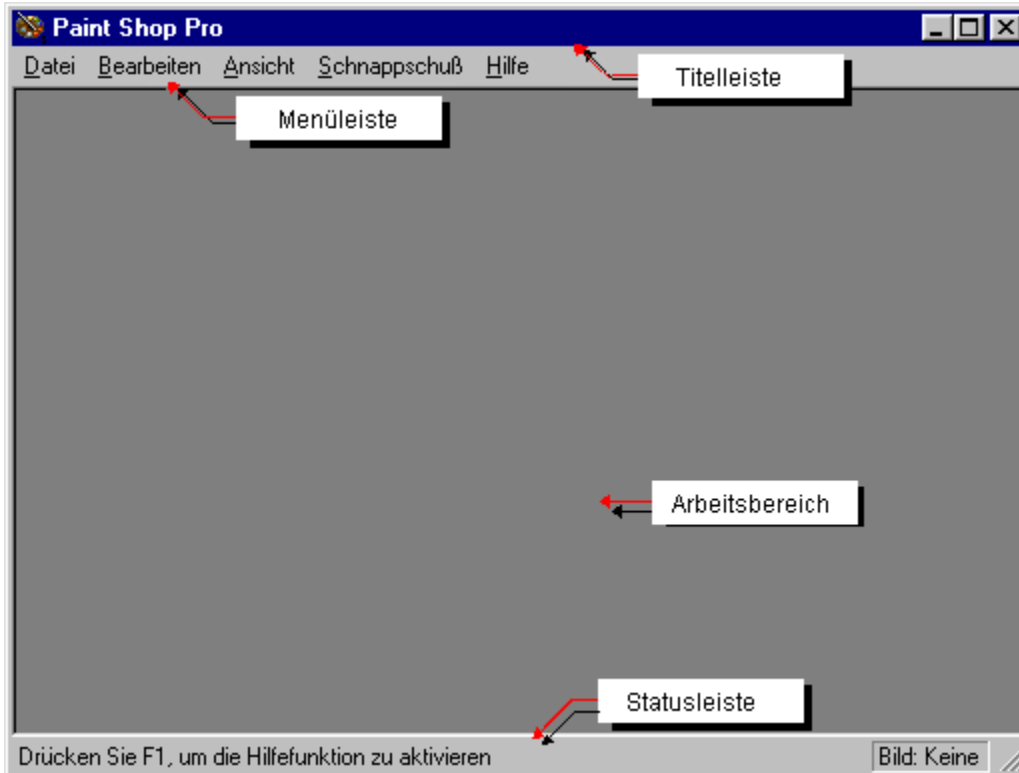 Paint Shop Pro
Datei Bearbeiten Ansicht Schnappschuß Hilfe
Titelleiste
Menüleiste
Arbeitsbereich
Statusleiste
Drücken Sie F1, um die Hilfefunktion zu aktivieren Bild: Keine